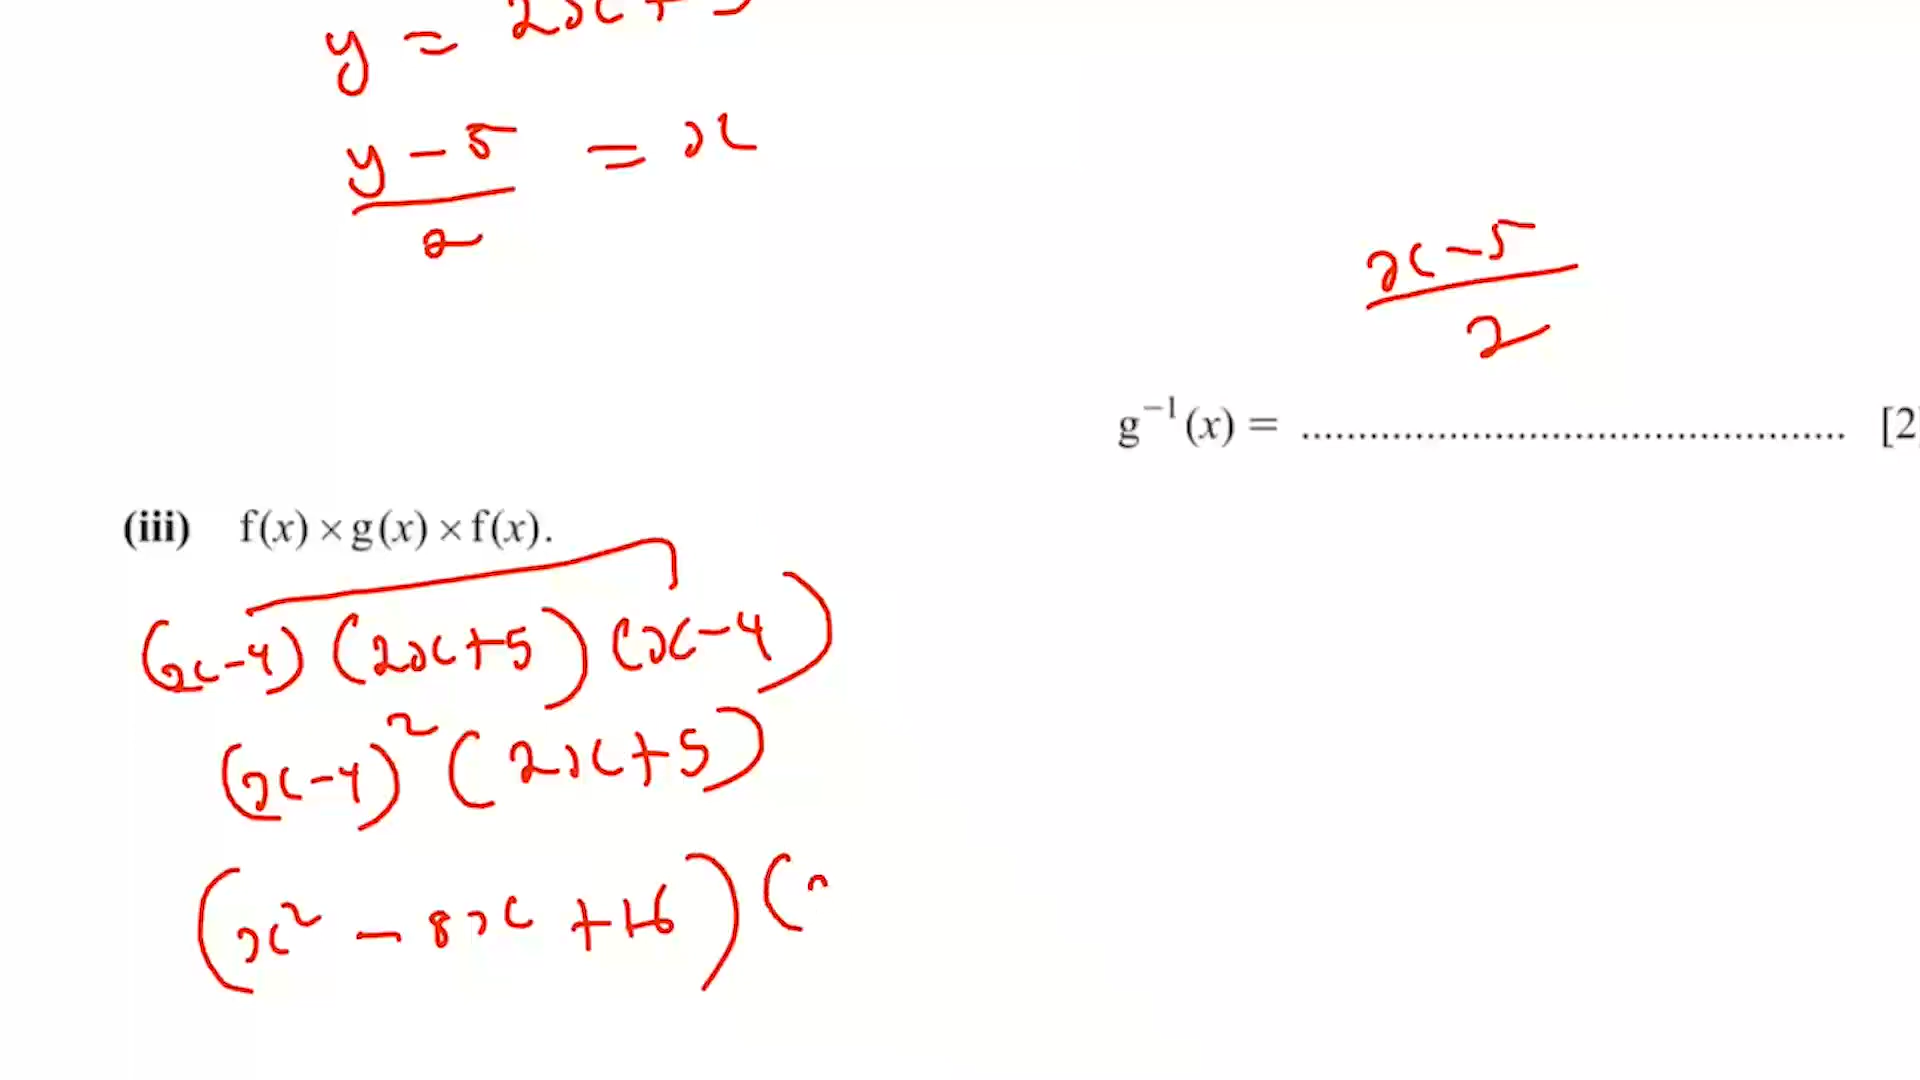 y = 2x + 5
y - 5 / 2 = x
x - 5 / 2
g⁻¹(x) = .............................................. [2]
(iii) f(x) × g(x) × f(x).
(x-4) (2x+5) (x-4)
(x-4)² (2x+5)
(x² - 8x + 16) (